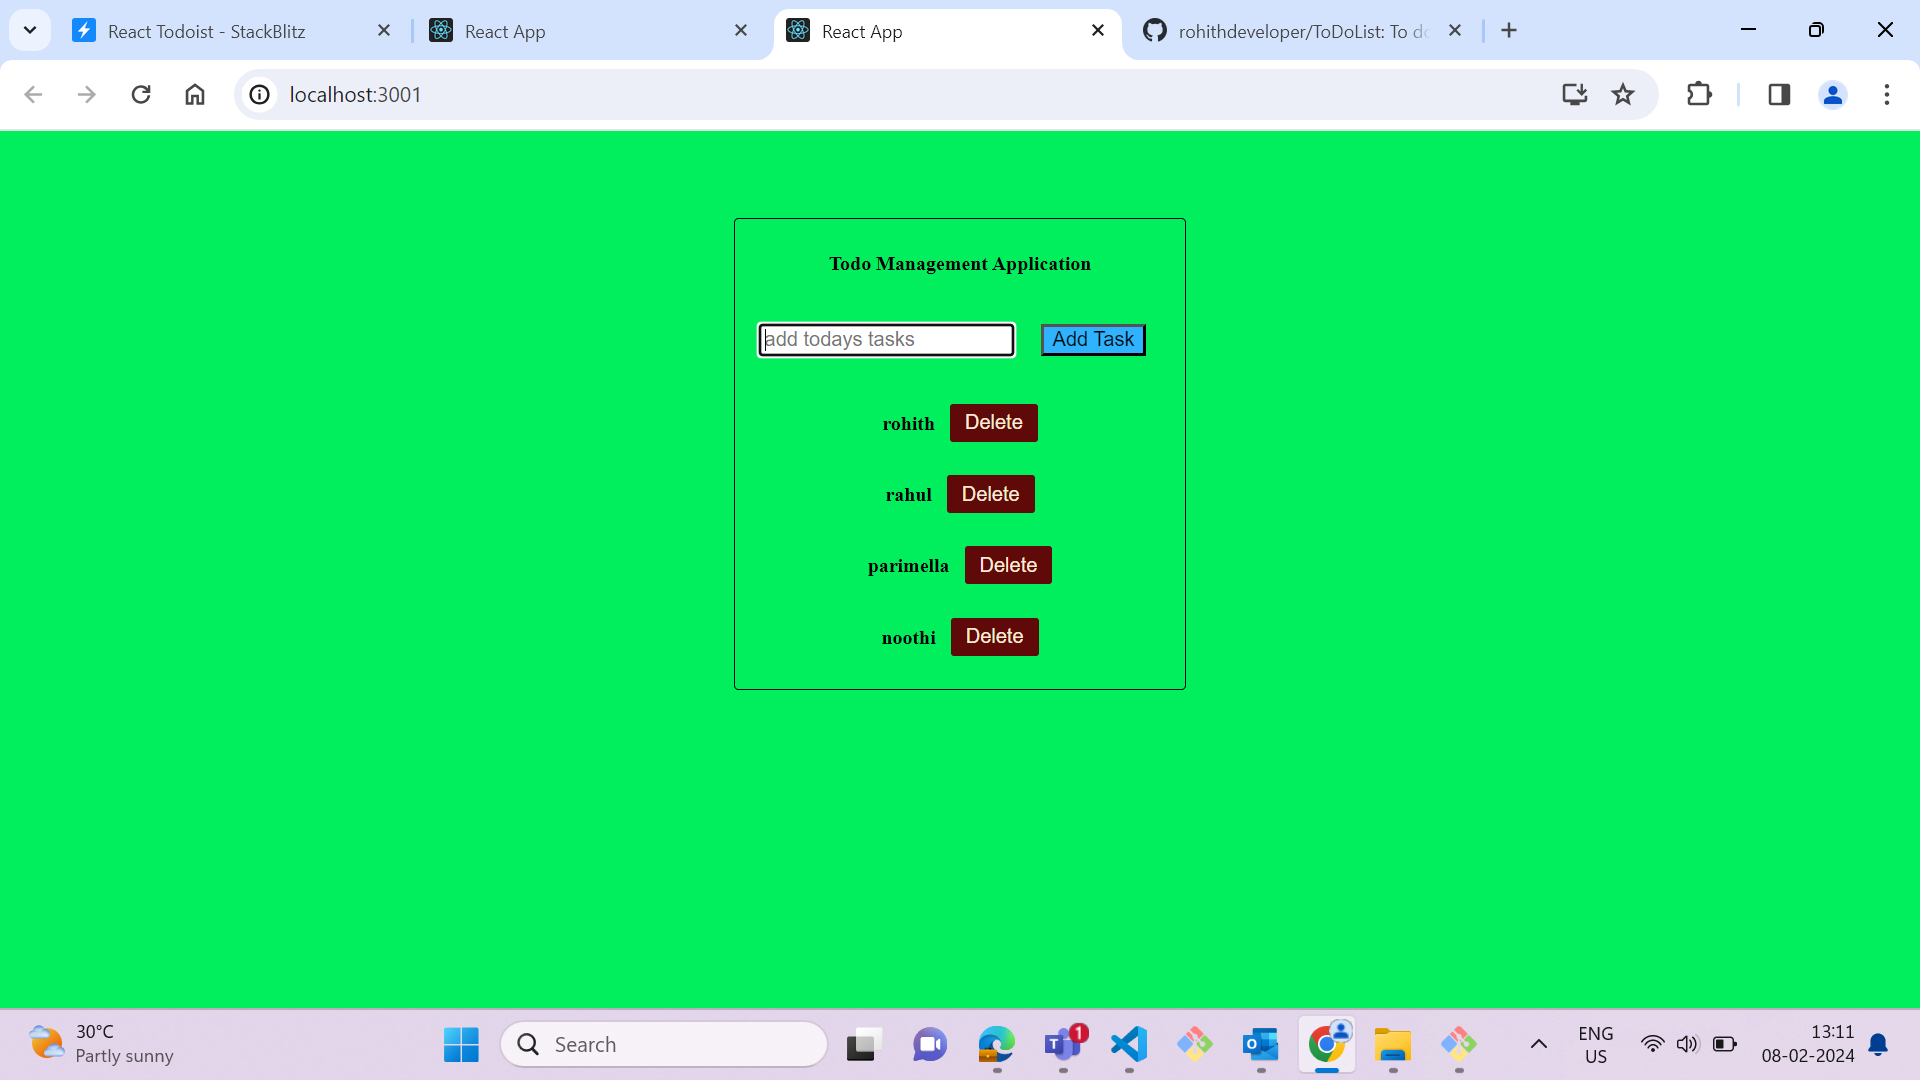 React Todoist - StackBlitz
React App
React App
rohithdeveloper/ToDoList: To do
localhost:3001
Todo Management Application
add todays tasks
Add Task
rohith Delete
rahul Delete
parimella Delete
noothi Delete
30°C
Partly sunny
Search
T
1
O
ENG
US
13:11
08-02-2024